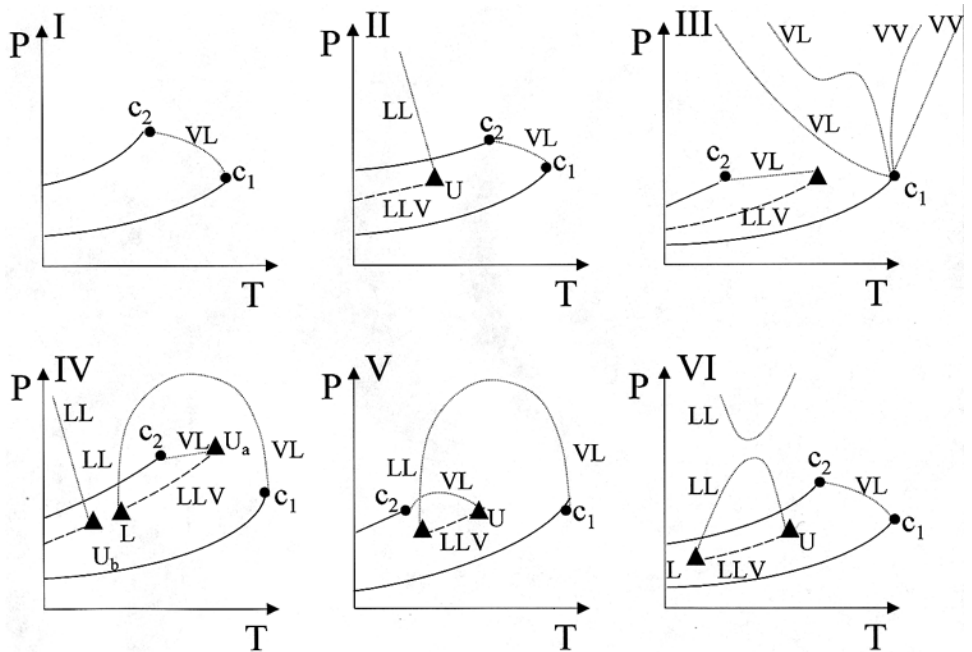 P I
c₂
VL
c₁
T
P II
LL
c₂ VL
c₁
U
LLV
T
P III
VL VV VV
VL
c₂ VL
c₁
LLV
T
P IV
LL
LL c₂ VL Uₐ VL
LLV
c₁
L
U_b
T
P V
LL VL VL
c₂
U c₁
LLV
T
P VI
LL
c₂
LL VL
c₁
U
L LLV
T